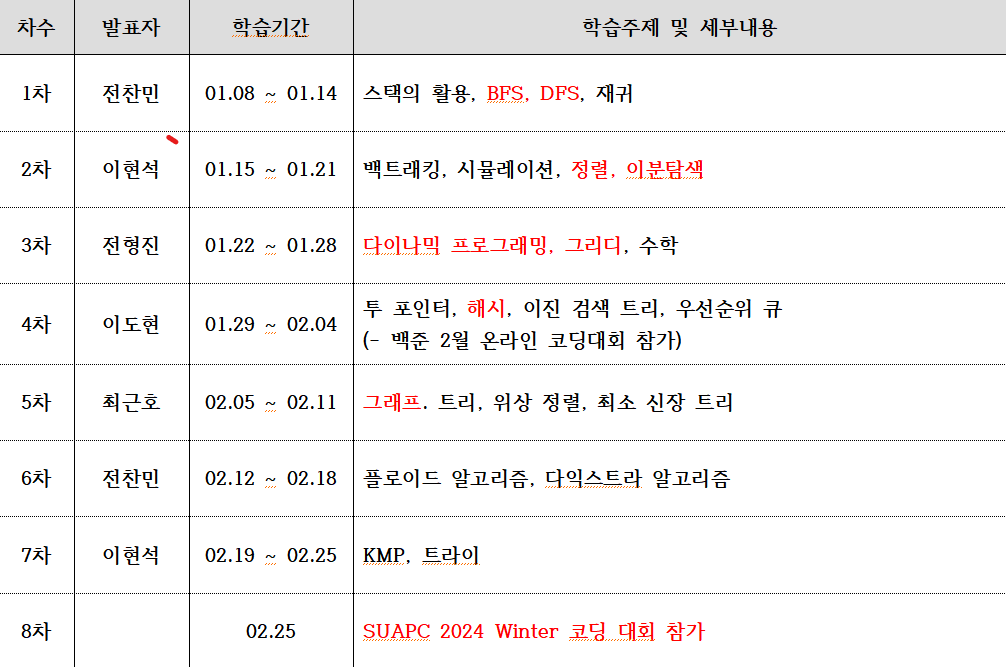 차수 발표자 학습기간 학습주제 및 세부내용
1차 전찬민 01.08 ~ 01.14 스택의 활용, BFS, DFS, 재귀
2차 이현석 01.15 ~ 01.21 백트래킹, 시뮬레이션, 정렬, 이분탐색
3차 전형진 01.22 ~ 01.28 다이나믹 프로그래밍, 그리디, 수학
4차 이도현 01.29 ~ 02.04 투 포인터, 해시, 이진 검색 트리, 우선순위 큐
(- 백준 2월 온라인 코딩대회 참가)
5차 최근호 02.05 ~ 02.11 그래프. 트리, 위상 정렬, 최소 신장 트리
6차 전찬민 02.12 ~ 02.18 플로이드 알고리즘, 다익스트라 알고리즘
7차 이현석 02.19 ~ 02.25 KMP, 트라이
8차 02.25 SUAPC 2024 Winter 코딩 대회 참가